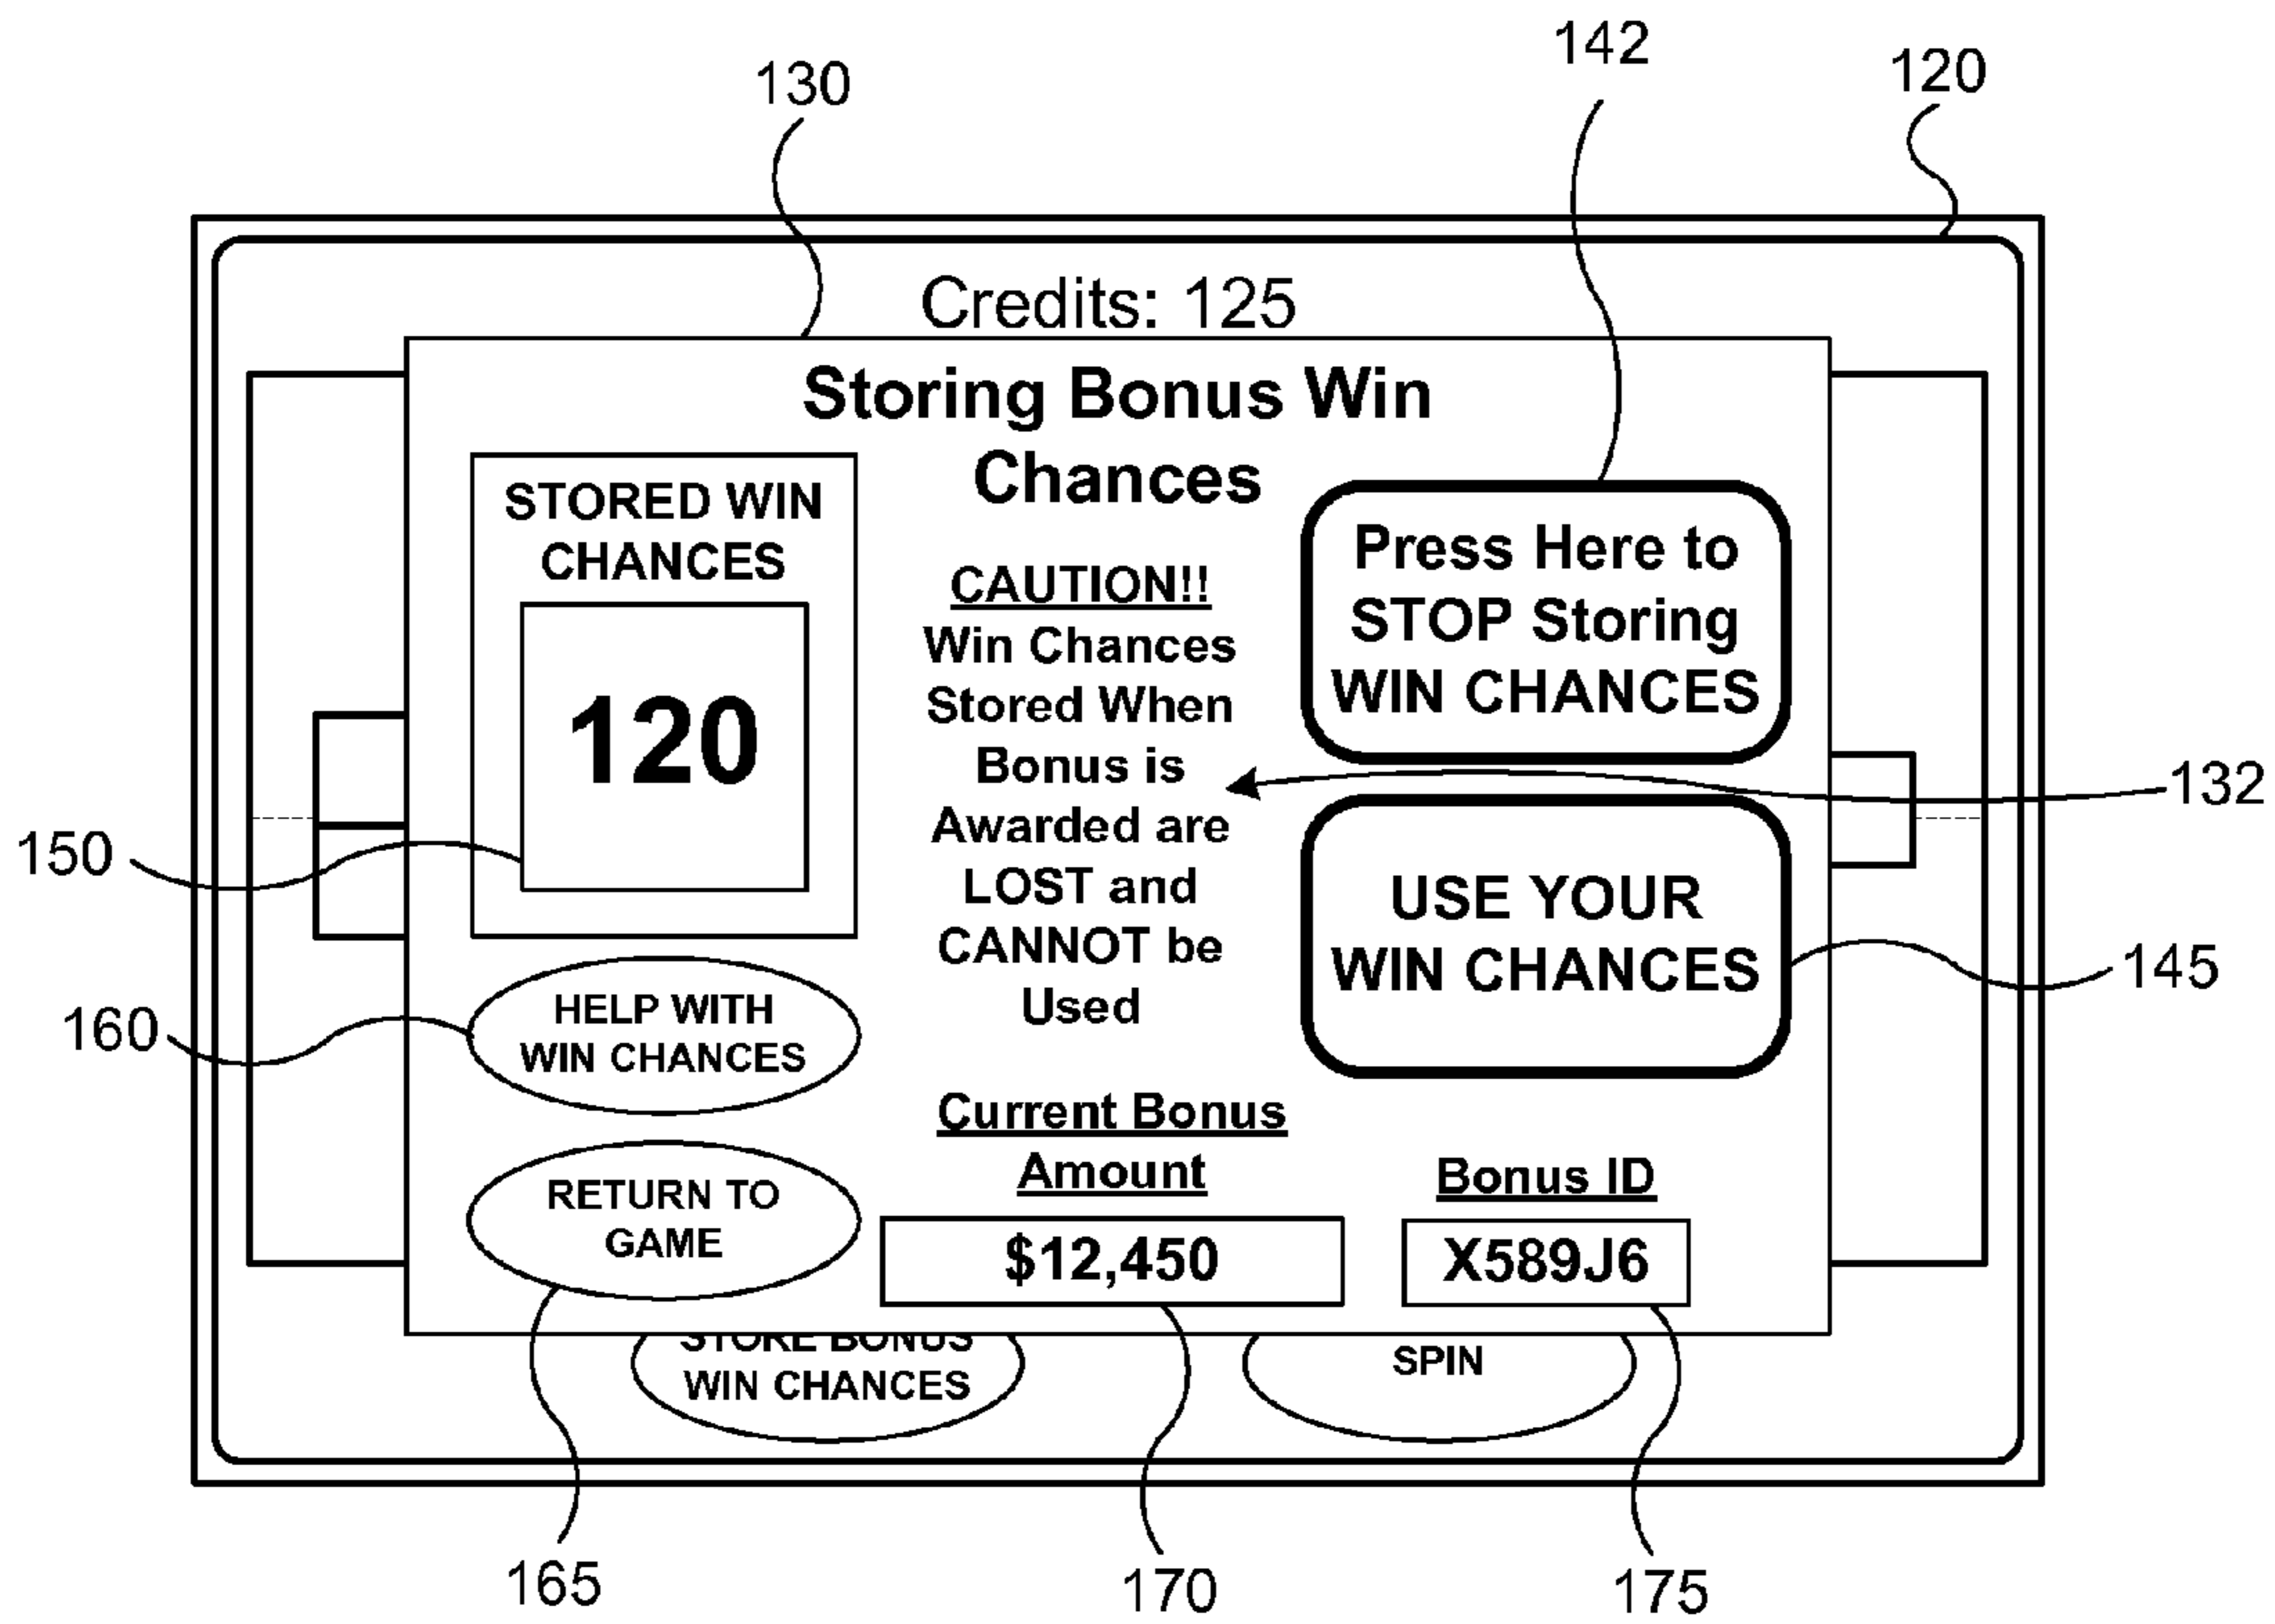 142
130
120
Credits: 125
Storing Bonus Win
Chances
STORED WIN
CHANCES
120
CAUTION!!
Win Chances
Stored When
Bonus is
Awarded are
LOST and
CANNOT be
Used
Press Here to
STOP Storing
WIN CHANCES
132
USE YOUR
WIN CHANCES
145
150
160
HELP WITH
WIN CHANCES
RETURN TO
GAME
Current Bonus
Amount
$12,450
Bonus ID
X589J6
STORE BONUS
WIN CHANCES
SPIN
165
170
175